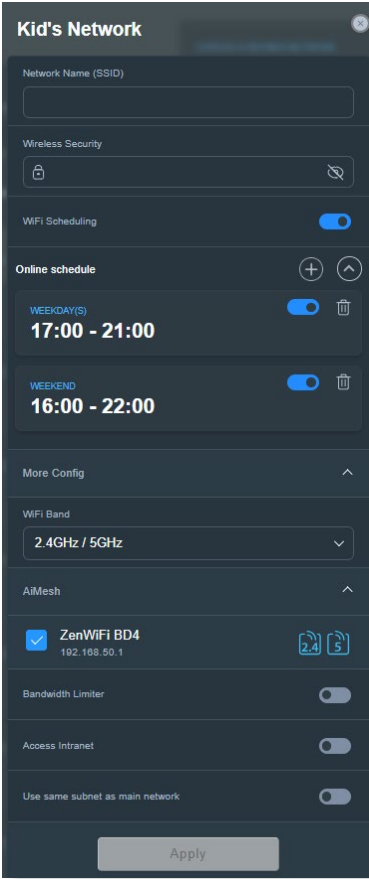 Kid's Network
Network Name (SSID)
Wireless Security
WiFi Scheduling
Online schedule
WEEKDAY(S)
17:00 - 21:00
WEEKEND
16:00 - 22:00
More Config
WiFi Band
2.4GHz / 5GHz
AiMesh
ZenWiFi BD4
192.168.50.1
2.4 5
Bandwidth Limiter
Access Intranet
Use same subnet as main network
Apply